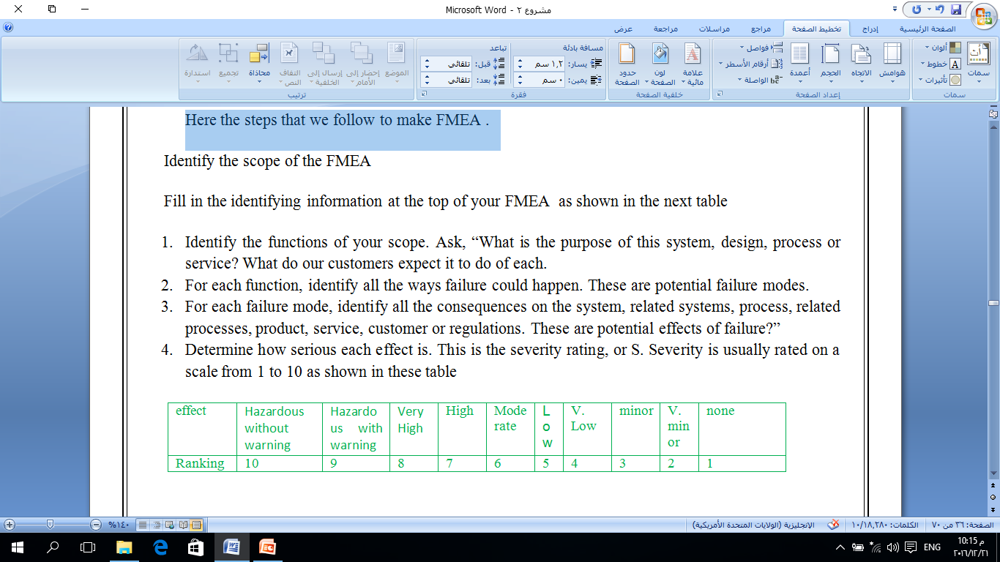 مشروع ٢ - Microsoft Word
الصفحة الرئيسية إدراج تخطيط الصفحة مراجع مراسلات مراجعة عرض
ألوان
خطوط
تأثيرات
سمات
سمات
هوامش
الاتجاه
الحجم
أعمدة
فواصل
أرقام الأسطر
الواصلة
إعداد الصفحة
علامة مائية
لون الصفحة
حدود الصفحة
خلفية الصفحة
مسافة بادئة
يسار: ١,٢ سم
يمين: ٠ سم
تباعد
قبل: تلقائي
بعد: تلقائي
فقرة
الموضع
إحضار إلى الأمام
إرسال إلى الخلفية
التفاف النص
محاذاة
تجميع
استدارة
ترتيب
Here the steps that we follow to make FMEA .
Identify the scope of the FMEA
Fill in the identifying information at the top of your FMEA as shown in the next table
1. Identify the functions of your scope. Ask, “What is the purpose of this system, design, process or
service? What do our customers expect it to do of each.
2. For each function, identify all the ways failure could happen. These are potential failure modes.
3. For each failure mode, identify all the consequences on the system, related systems, process, related
processes, product, service, customer or regulations. These are potential effects of failure?”
4. Determine how serious each effect is. This is the severity rating, or S. Severity is usually rated on a
scale from 1 to 10 as shown in these table
effect Hazardous Hazardo Very High Mode L V. minor V. none
without us with High rate o Low min
warning warning w or
Ranking 10 9 8 7 6 5 4 3 2 1
الصفحة: ٣٦ من ٧٠ الكلمات: ١٠/١٨,٢٨٠ الإنجليزية (الولايات المتحدة الأمريكية) %١٤٠
ENG
10:15 م
٢٠١٦/١٢/٢١